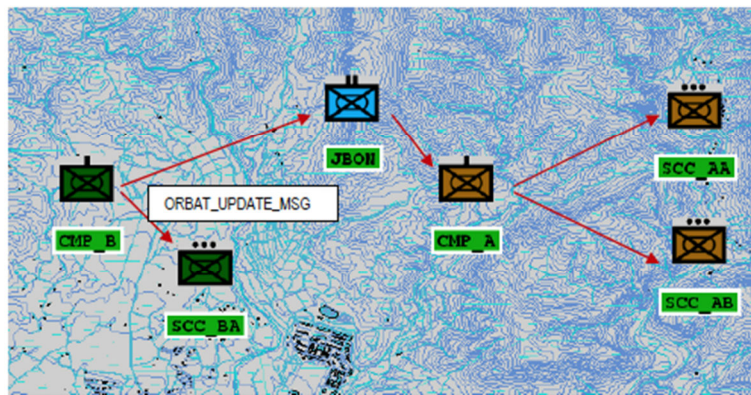 JBON
SCC_AA
CMP_B
ORBAT_UPDATE_MSG
CMP_A
SCC_BA
SCC_AB